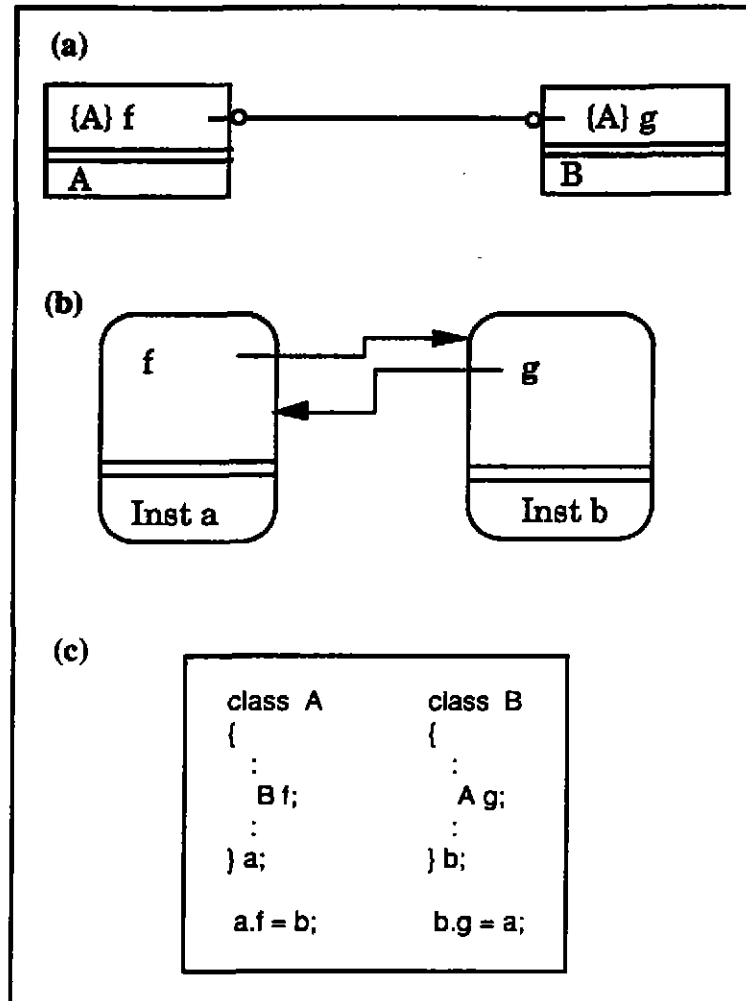 (a)
{A} f {A} g
A B
(b)
f g
Inst a Inst b
(c)
class A class B
{ {
: :
B f; A g;
: :
} a; } b;
a.f = b; b.g = a;